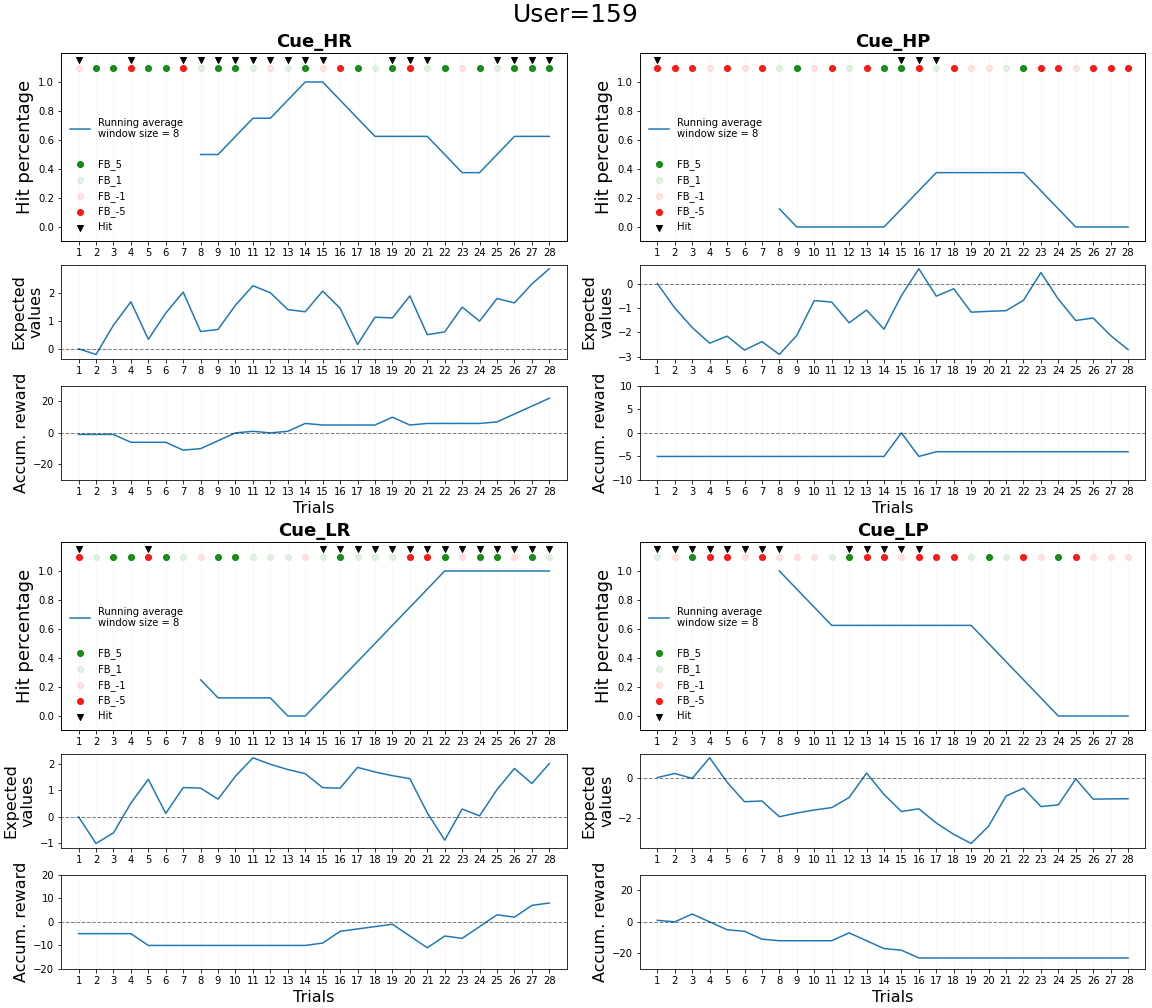 User=159
Cue_HR
Hit percentage
1.0
0.8
0.6
0.4
0.2
0.0
Running average
window size = 8
FB_5
FB_1
FB_-1
FB_-5
Hit
1 2 3 4 5 6 7 8 9 10 11 12 13 14 15 16 17 18 19 20 21 22 23 24 25 26 27 28
Expected
values
2
1
0
1 2 3 4 5 6 7 8 9 10 11 12 13 14 15 16 17 18 19 20 21 22 23 24 25 26 27 28
Accum. reward
20
0
−20
1 2 3 4 5 6 7 8 9 10 11 12 13 14 15 16 17 18 19 20 21 22 23 24 25 26 27 28
Trials
Cue_HP
Hit percentage
1.0
0.8
0.6
0.4
0.2
0.0
Running average
window size = 8
FB_5
FB_1
FB_-1
FB_-5
Hit
1 2 3 4 5 6 7 8 9 10 11 12 13 14 15 16 17 18 19 20 21 22 23 24 25 26 27 28
Expected
values
0
−1
−2
−3
1 2 3 4 5 6 7 8 9 10 11 12 13 14 15 16 17 18 19 20 21 22 23 24 25 26 27 28
Accum. reward
10
5
0
−5
−10
1 2 3 4 5 6 7 8 9 10 11 12 13 14 15 16 17 18 19 20 21 22 23 24 25 26 27 28
Trials
Cue_LR
Hit percentage
1.0
0.8
0.6
0.4
0.2
0.0
Running average
window size = 8
FB_5
FB_1
FB_-1
FB_-5
Hit
1 2 3 4 5 6 7 8 9 10 11 12 13 14 15 16 17 18 19 20 21 22 23 24 25 26 27 28
Expected
values
2
1
0
−1
1 2 3 4 5 6 7 8 9 10 11 12 13 14 15 16 17 18 19 20 21 22 23 24 25 26 27 28
Accum. reward
20
10
0
−10
−20
1 2 3 4 5 6 7 8 9 10 11 12 13 14 15 16 17 18 19 20 21 22 23 24 25 26 27 28
Trials
Cue_LP
Hit percentage
1.0
0.8
0.6
0.4
0.2
0.0
Running average
window size = 8
FB_5
FB_1
FB_-1
FB_-5
Hit
1 2 3 4 5 6 7 8 9 10 11 12 13 14 15 16 17 18 19 20 21 22 23 24 25 26 27 28
Expected
values
0
−2
1 2 3 4 5 6 7 8 9 10 11 12 13 14 15 16 17 18 19 20 21 22 23 24 25 26 27 28
Accum. reward
20
0
−20
1 2 3 4 5 6 7 8 9 10 11 12 13 14 15 16 17 18 19 20 21 22 23 24 25 26 27 28
Trials